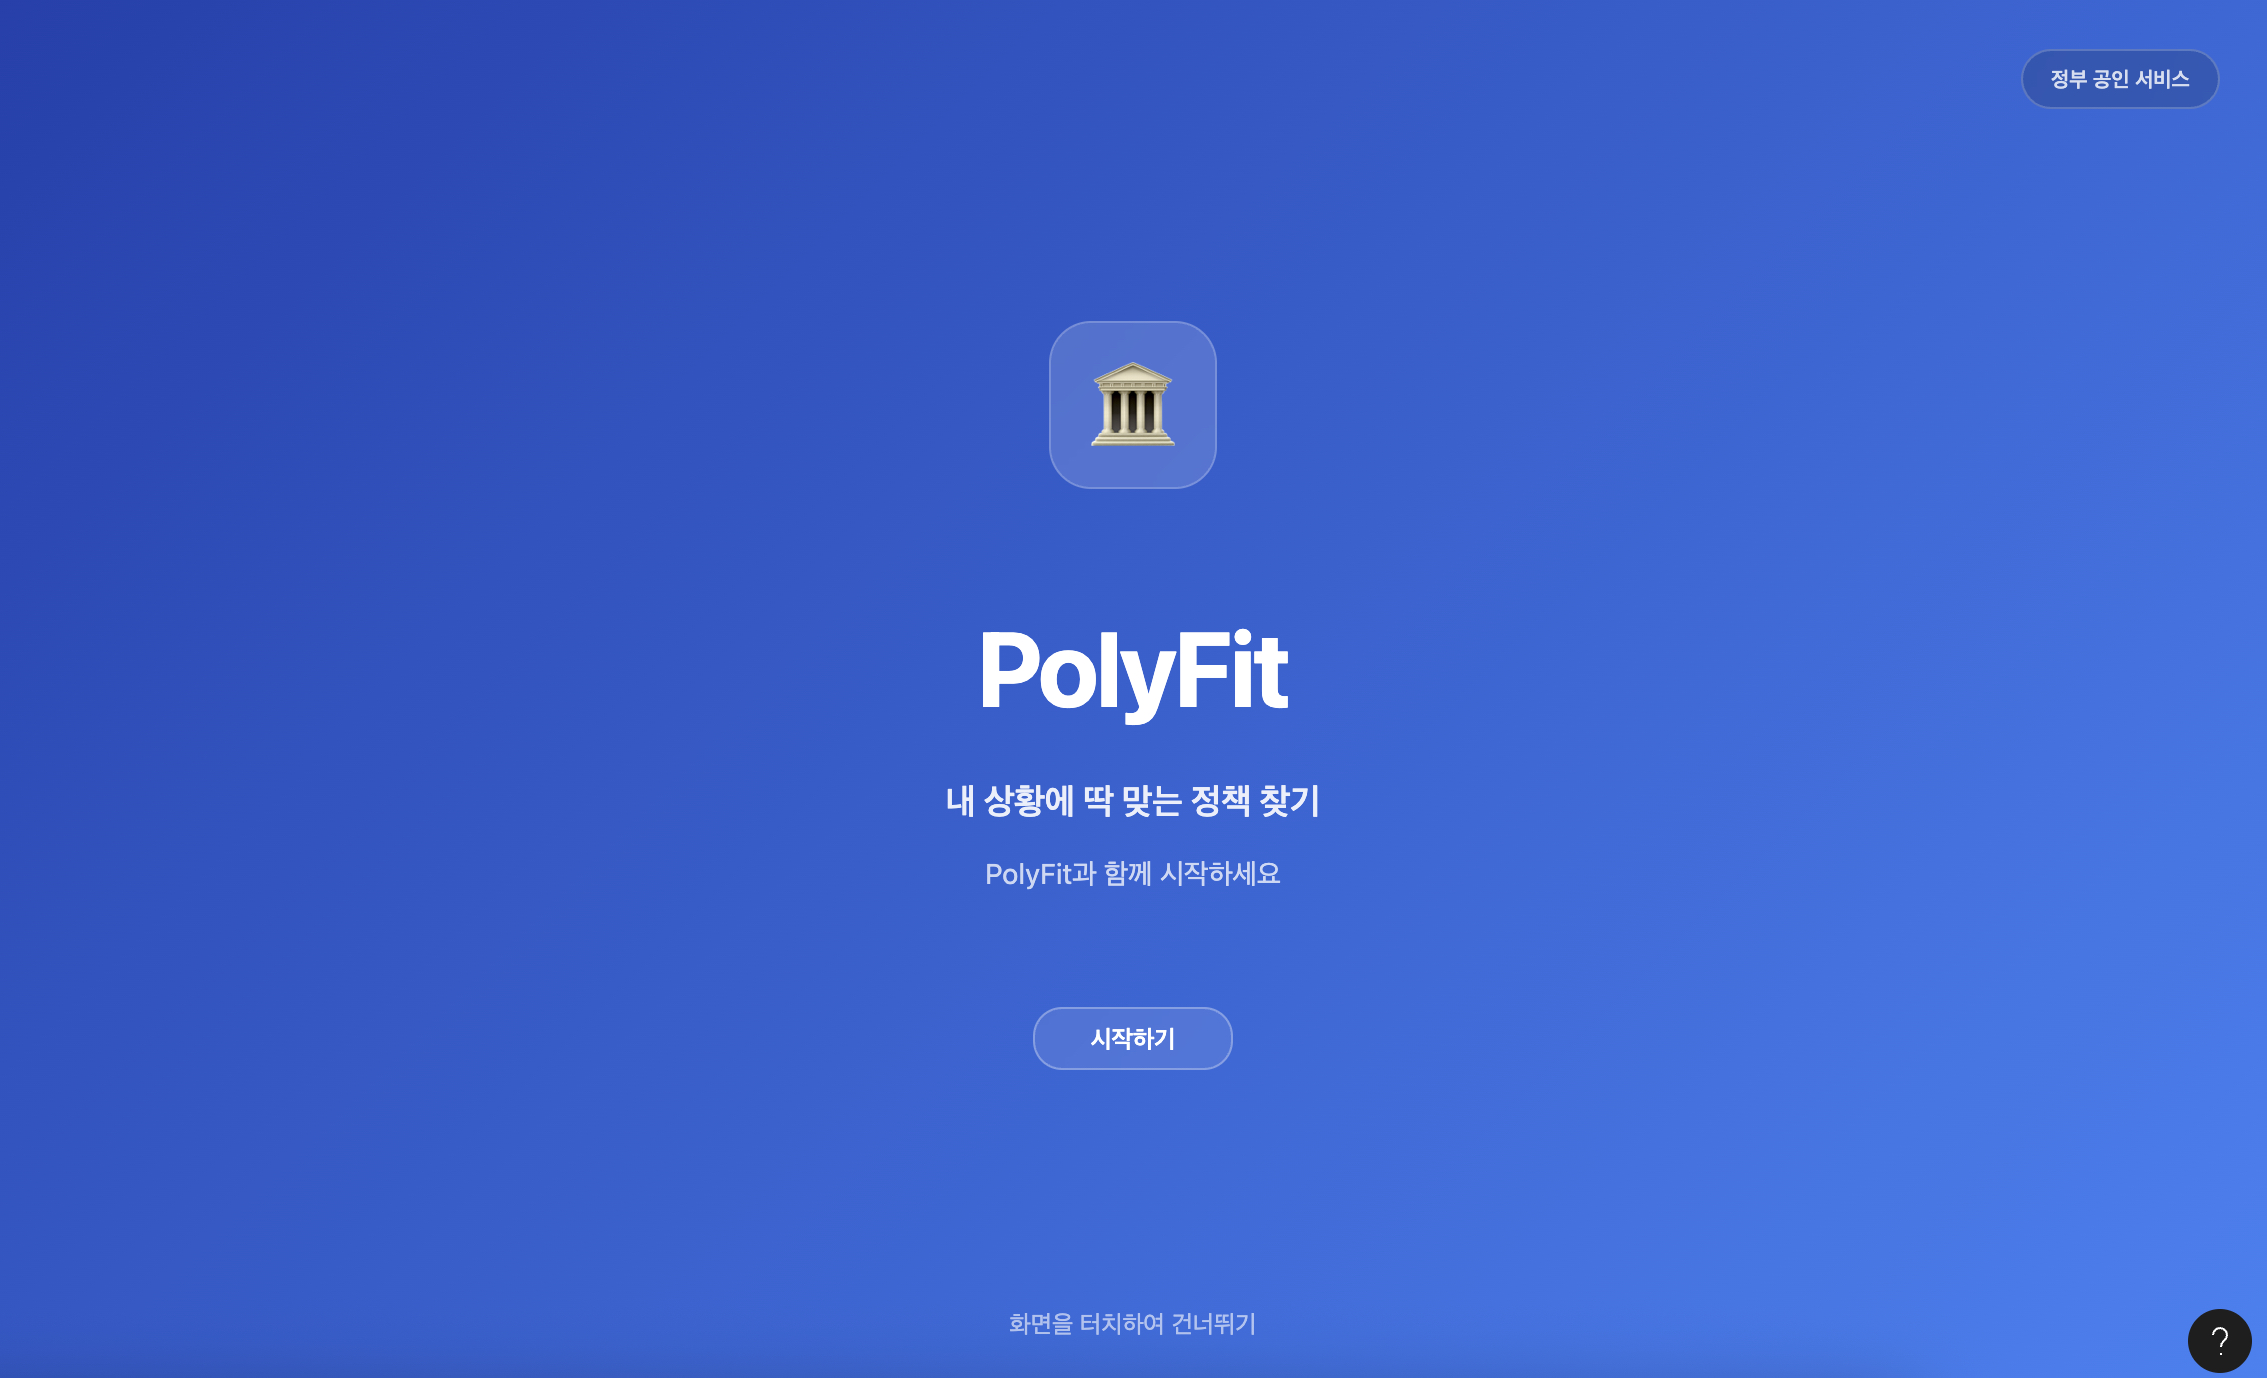 정부 공인 서비스
PolyFit
내 상황에 딱 맞는 정책 찾기
PolyFit과 함께 시작하세요
시작하기
화면을 터치하여 건너뛰기
?